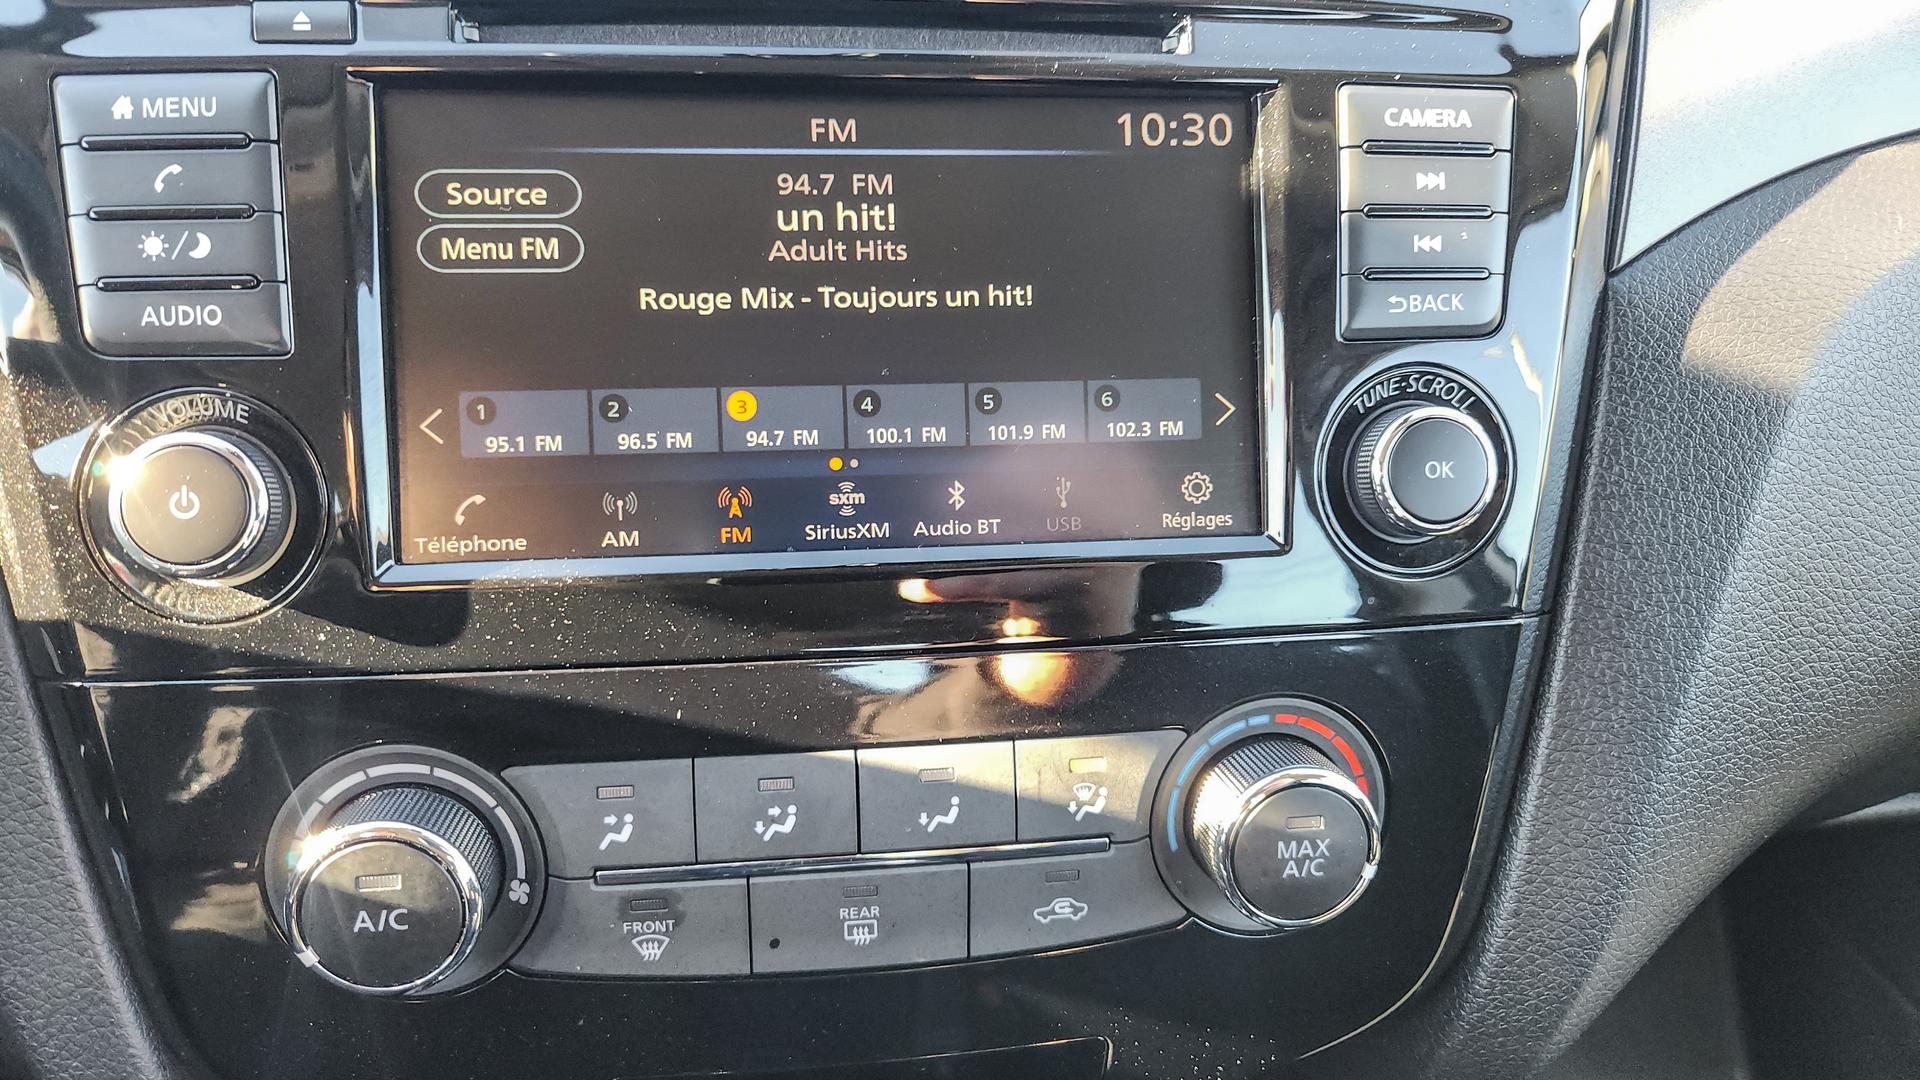 MENU
AUDIO
VOLUME
FM
10:30
Source
Menu FM
94.7 FM
un hit!
Adult Hits
Rouge Mix - Toujours un hit!
1
95.1 FM
2
96.5 FM
3
94.7 FM
4
100.1 FM
5
101.9 FM
6
102.3 FM
Téléphone
AM
FM
sxm
SiriusXM
Audio BT
USB
Réglages
CAMERA
BACK
TUNE·SCROLL
OK
A/C
FRONT
REAR
MAX
A/C